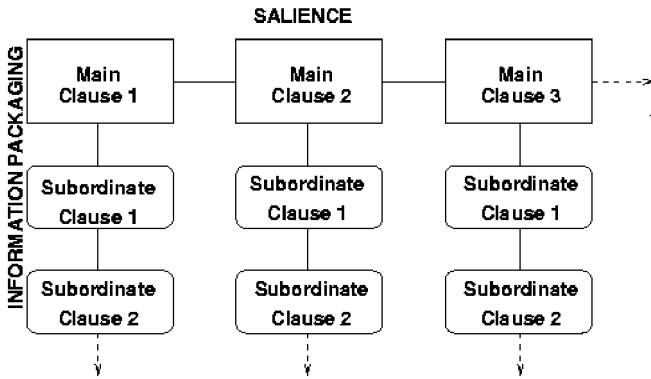 SALIENCE
INFORMATION PACKAGING
Main
Clause 1
Main
Clause 2
Main
Clause 3
Subordinate
Clause 1
Subordinate
Clause 1
Subordinate
Clause 1
Subordinate
Clause 2
Subordinate
Clause 2
Subordinate
Clause 2